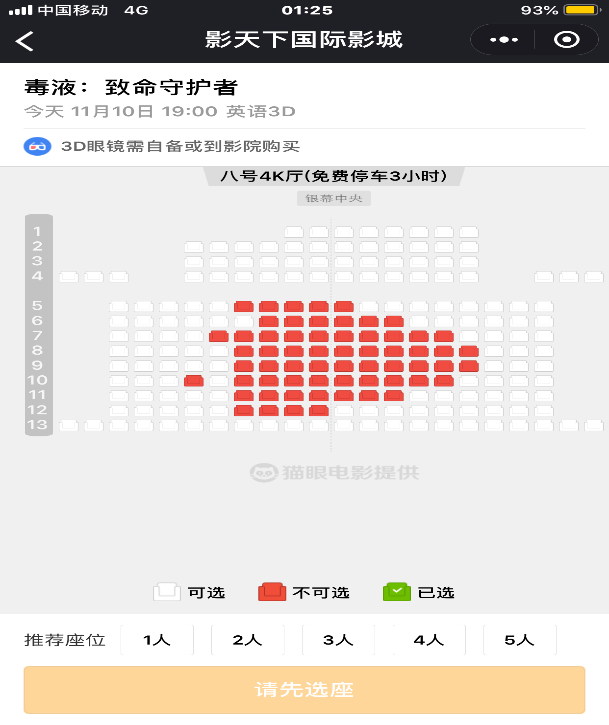 中国移动 4G 01:25 93%
影天下国际影城
毒液：致命守护者
今天 11月10日 19:00 英语3D
3D眼镜需自备或到影院购买
八号4K厅(免费停车3小时)
银幕中央
1
2
3
4
5
6
7
8
9
10
11
12
13
猫眼电影提供
可选 不可选 已选
推荐座位 1人 2人 3人 4人 5人
请先选座